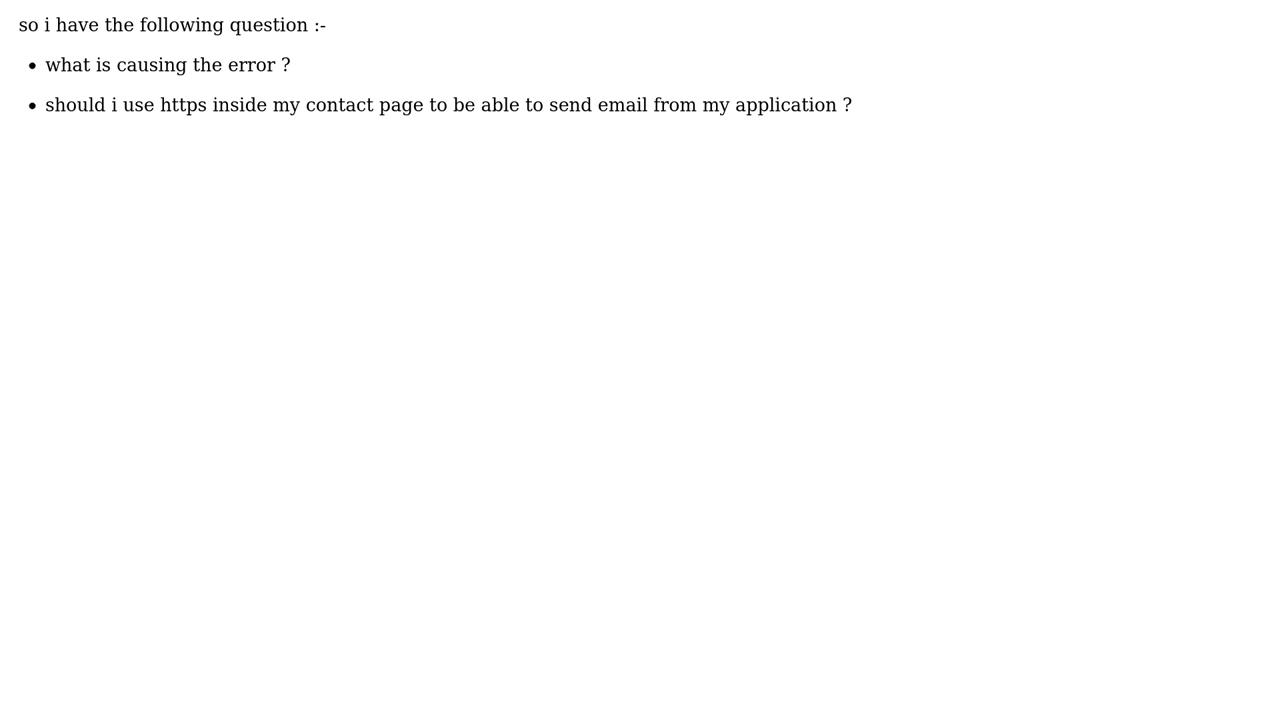 so i have the following question :-
• what is causing the error ?
• should i use https inside my contact page to be able to send email from my application ?